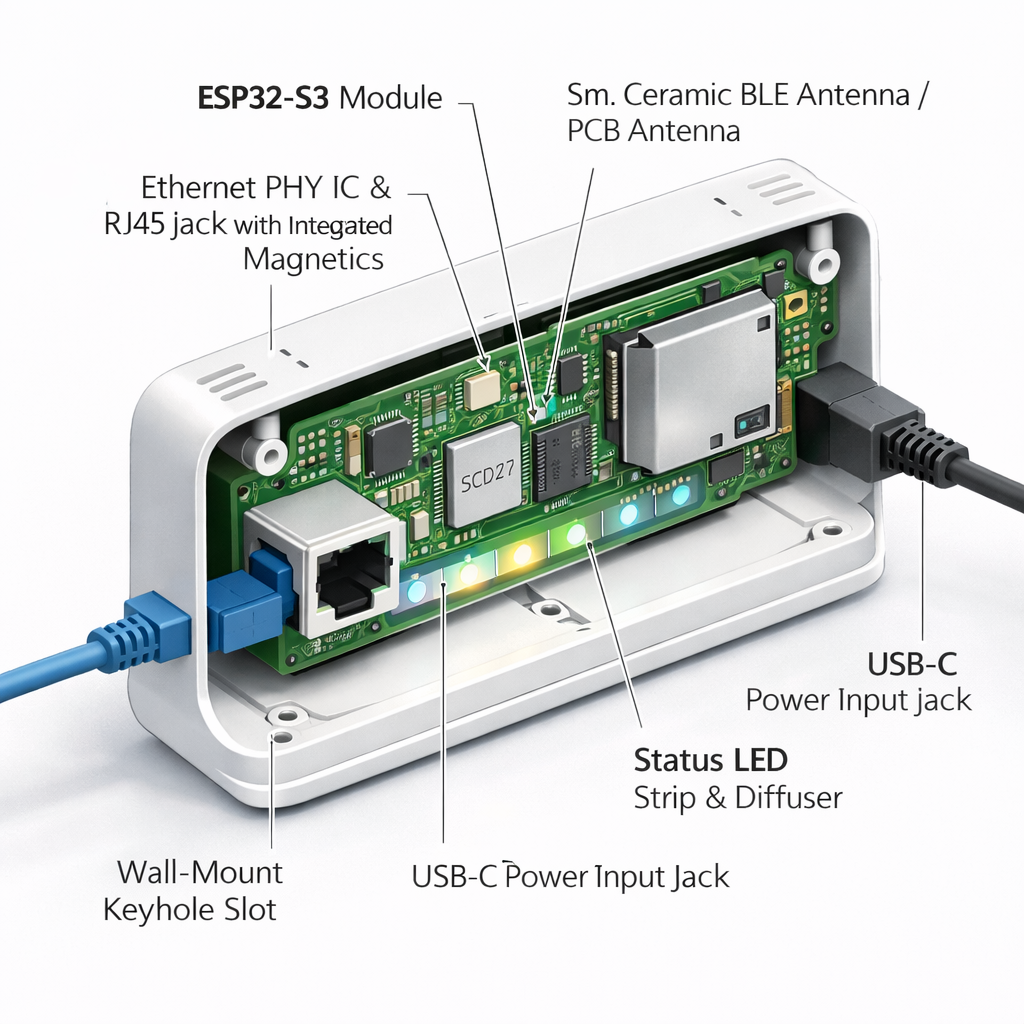 ESP32-S3 Module
Sm. Ceramic BLE Antenna /
PCB Antenna
Ethernet PHY IC &
RJ45 jack with Integrated
Magnetics
SCD27
USB-C
Power Input jack
Status LED
Strip & Diffuser
Wall-Mount
Keyhole Slot
USB-C Power Input Jack